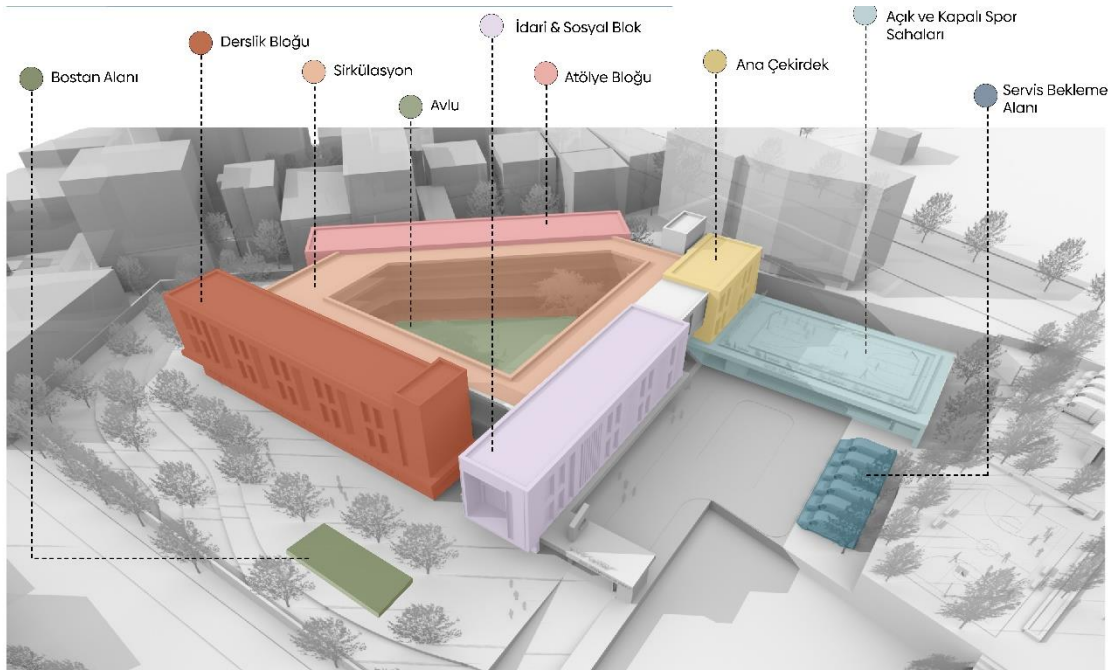 Bostan Alanı
Derslik Bloğu
Sirkülasyon
Avlu
İdari & Sosyal Blok
Atölye Bloğu
Ana Çekirdek
Açık ve Kapalı Spor
Sahaları
Servis Bekleme
Alanı